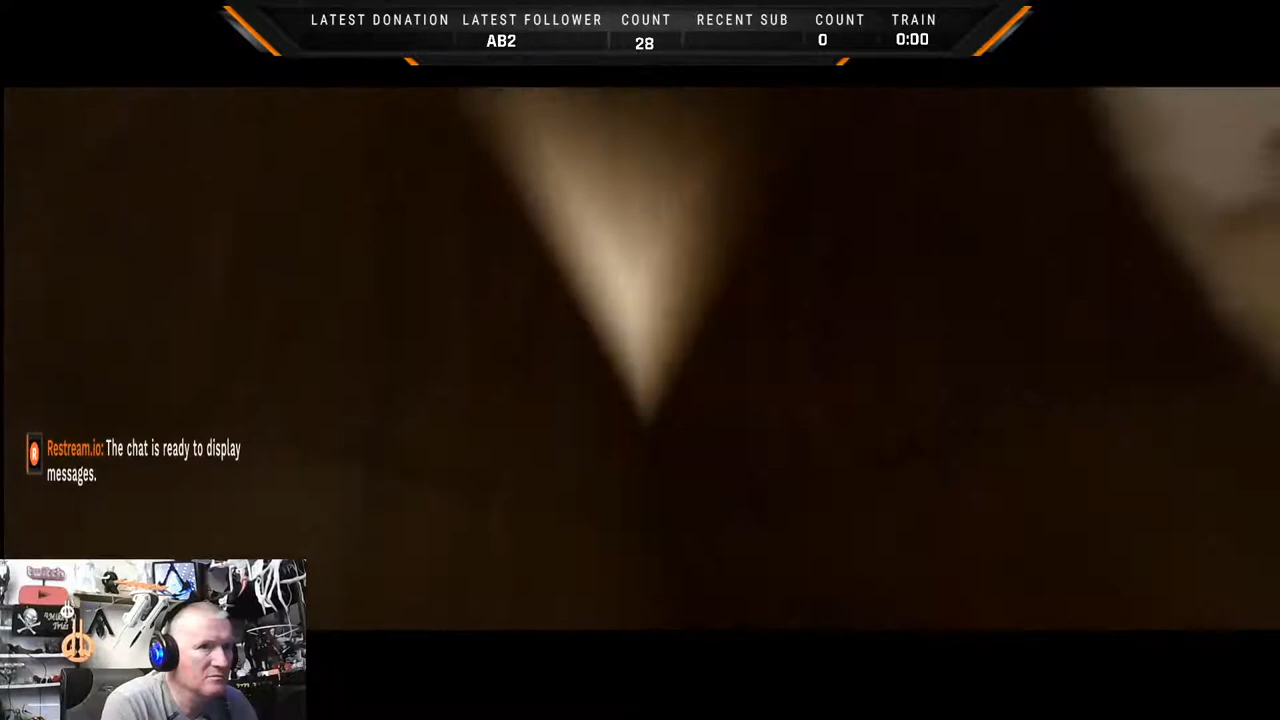 LATEST DONATION LATEST FOLLOWER COUNT RECENT SUB COUNT TRAIN
AB2 28 0 0:00
Restream.io: The chat is ready to display
messages.
twitch